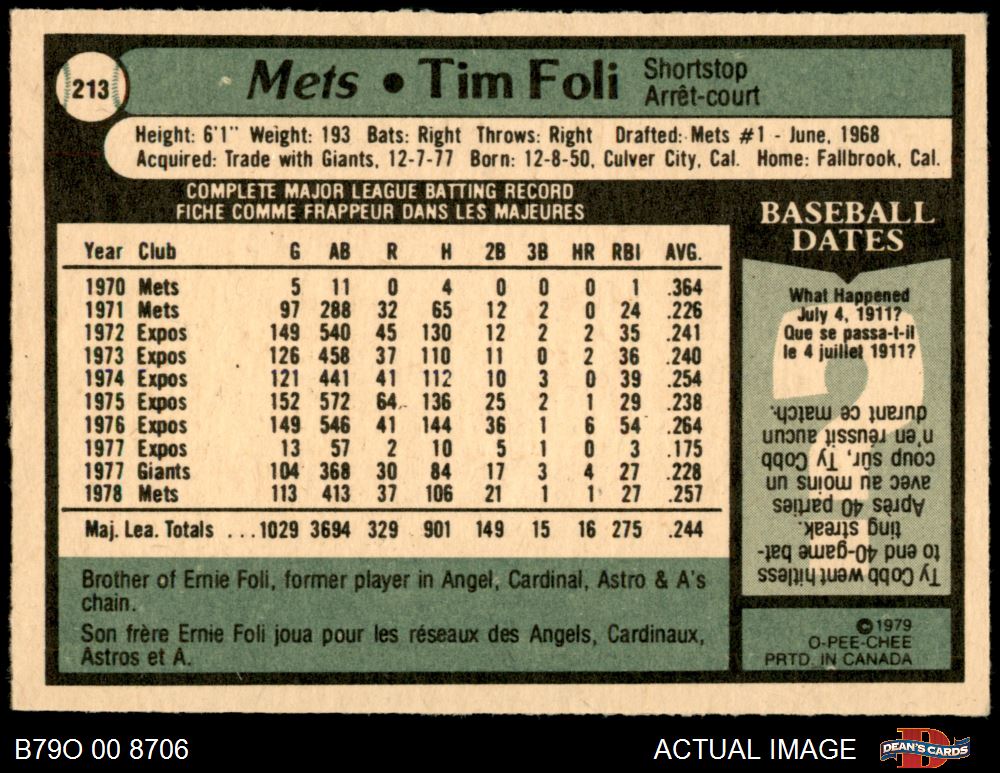 213
Mets • Tim Foli Shortstop
Arrêt-court
Height: 6'1" Weight: 193 Bats: Right Throws: Right Drafted: Mets #1 - June, 1968
Acquired: Trade with Giants, 12-7-77 Born: 12-8-50, Culver City, Cal. Home: Fallbrook, Cal.
COMPLETE MAJOR LEAGUE BATTING RECORD
FICHE COMME FRAPPEUR DANS LES MAJEURES
Year Club G AB R H 2B 3B HR RBI AVG.
1970 Mets 5 11 0 4 0 0 0 1 .364
1971 Mets 97 288 32 65 12 2 0 24 .226
1972 Expos 149 540 45 130 12 2 2 35 .241
1973 Expos 126 458 37 110 11 0 2 36 .240
1974 Expos 121 441 41 112 10 3 0 39 .254
1975 Expos 152 572 64 136 25 2 1 29 .238
1976 Expos 149 546 41 144 36 1 6 54 .264
1977 Expos 13 57 2 10 5 1 0 3 .175
1977 Giants 104 368 30 84 17 3 4 27 .228
1978 Mets 113 413 37 106 21 1 1 27 .257
Maj. Lea. Totals ...1029 3694 329 901 149 15 16 275 .244
Brother of Ernie Foli, former player in Angel, Cardinal, Astro & A's
chain.
Son frère Ernie Foli joua pour les réseaux des Angels, Cardinaux,
Astros et A.
BASEBALL
DATES
What Happened
July 4, 1911?
Que se passa-t-il
le 4 juillet 1911?
Ty Cobb went hitless
to end 40-game bat-
ting streak.
Après 40 parties
avec au moins un
coup sûr, Ty Cobb
n'en réussit aucun
durant ce match.
©1979
O-PEE-CHEE
PRTD. IN CANADA
B79O 00 8706
ACTUAL IMAGE
DEAN'S CARDS